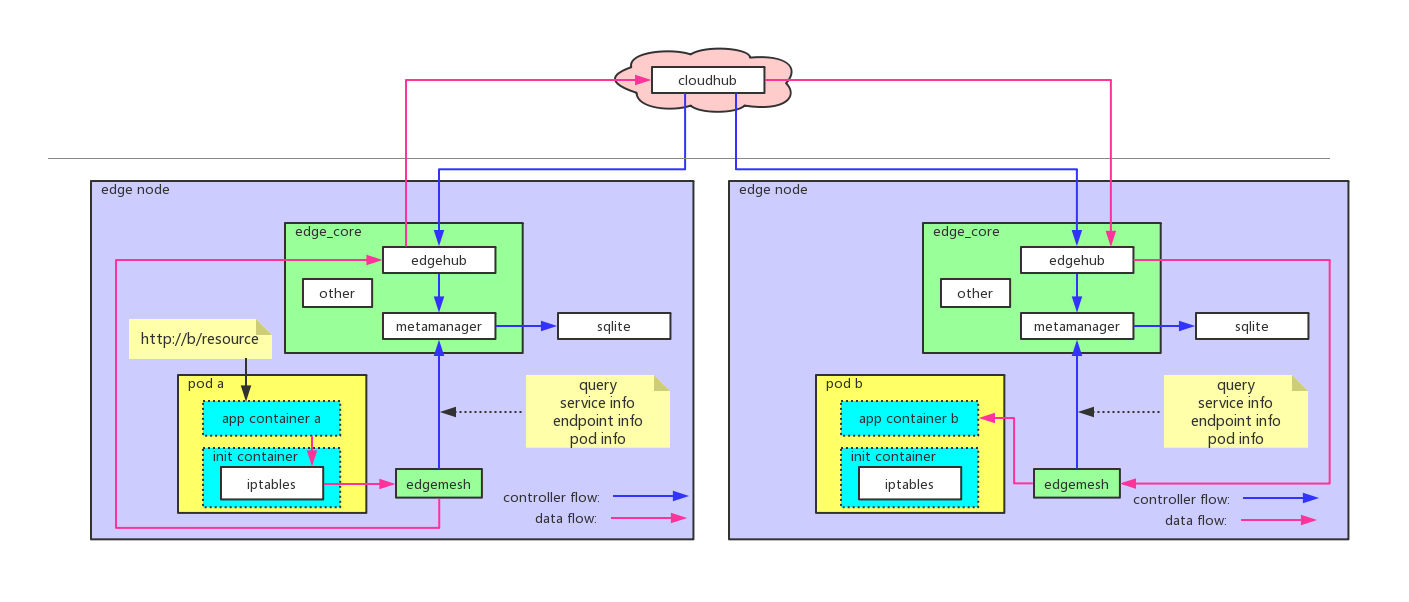 cloudhub
edge node
edge_core
edgehub
other
metamanager
sqlite
http://b/resource
pod a
app container a
init container
iptables
edgemesh
query
service info
endpoint info
pod info
controller flow:
data flow:
edge node
edge_core
edgehub
other
metamanager
sqlite
pod b
app container b
init container
iptables
edgemesh
query
service info
endpoint info
pod info
controller flow:
data flow: